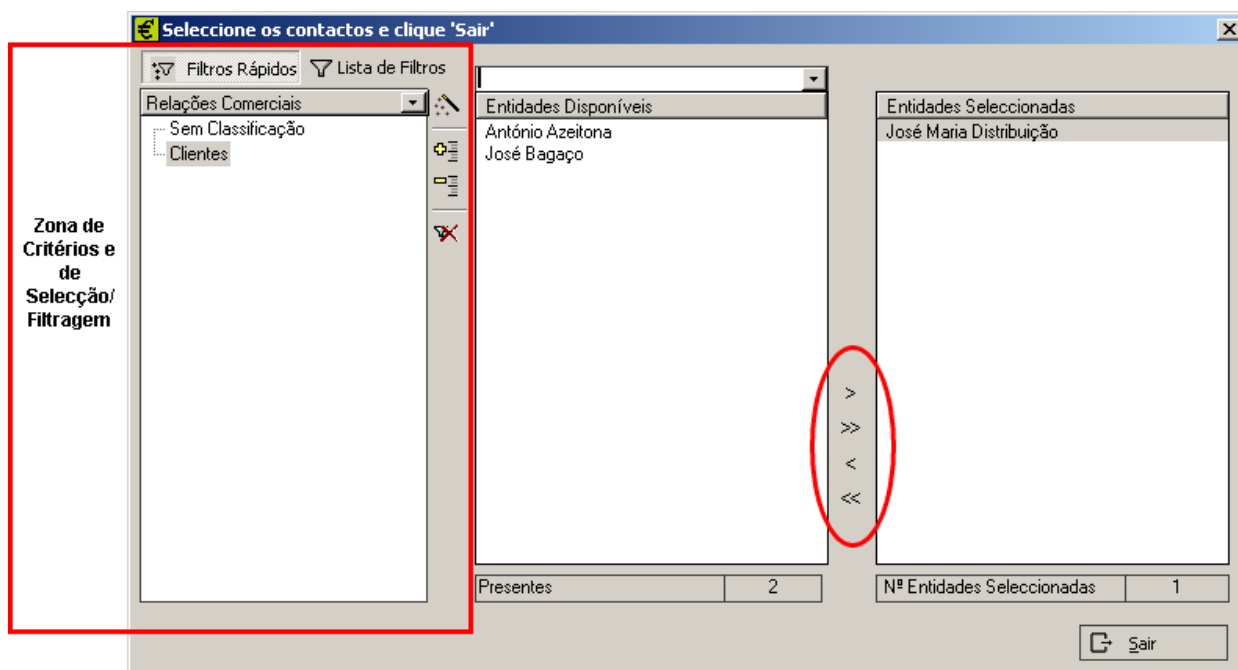 Seleccione os contactos e clique 'Sair'
Filtros Rápidos
Lista de Filtros
Relações Comerciais
Sem Classificação
Clientes
Zona de
Critérios e
de
Selecção/
Filtragem
Entidades Disponíveis
António Azeitona
José Bagaço
>
>>
<
<<
Entidades Seleccionadas
José Maria Distribuição
Presentes 2
Nº Entidades Seleccionadas 1
Sair